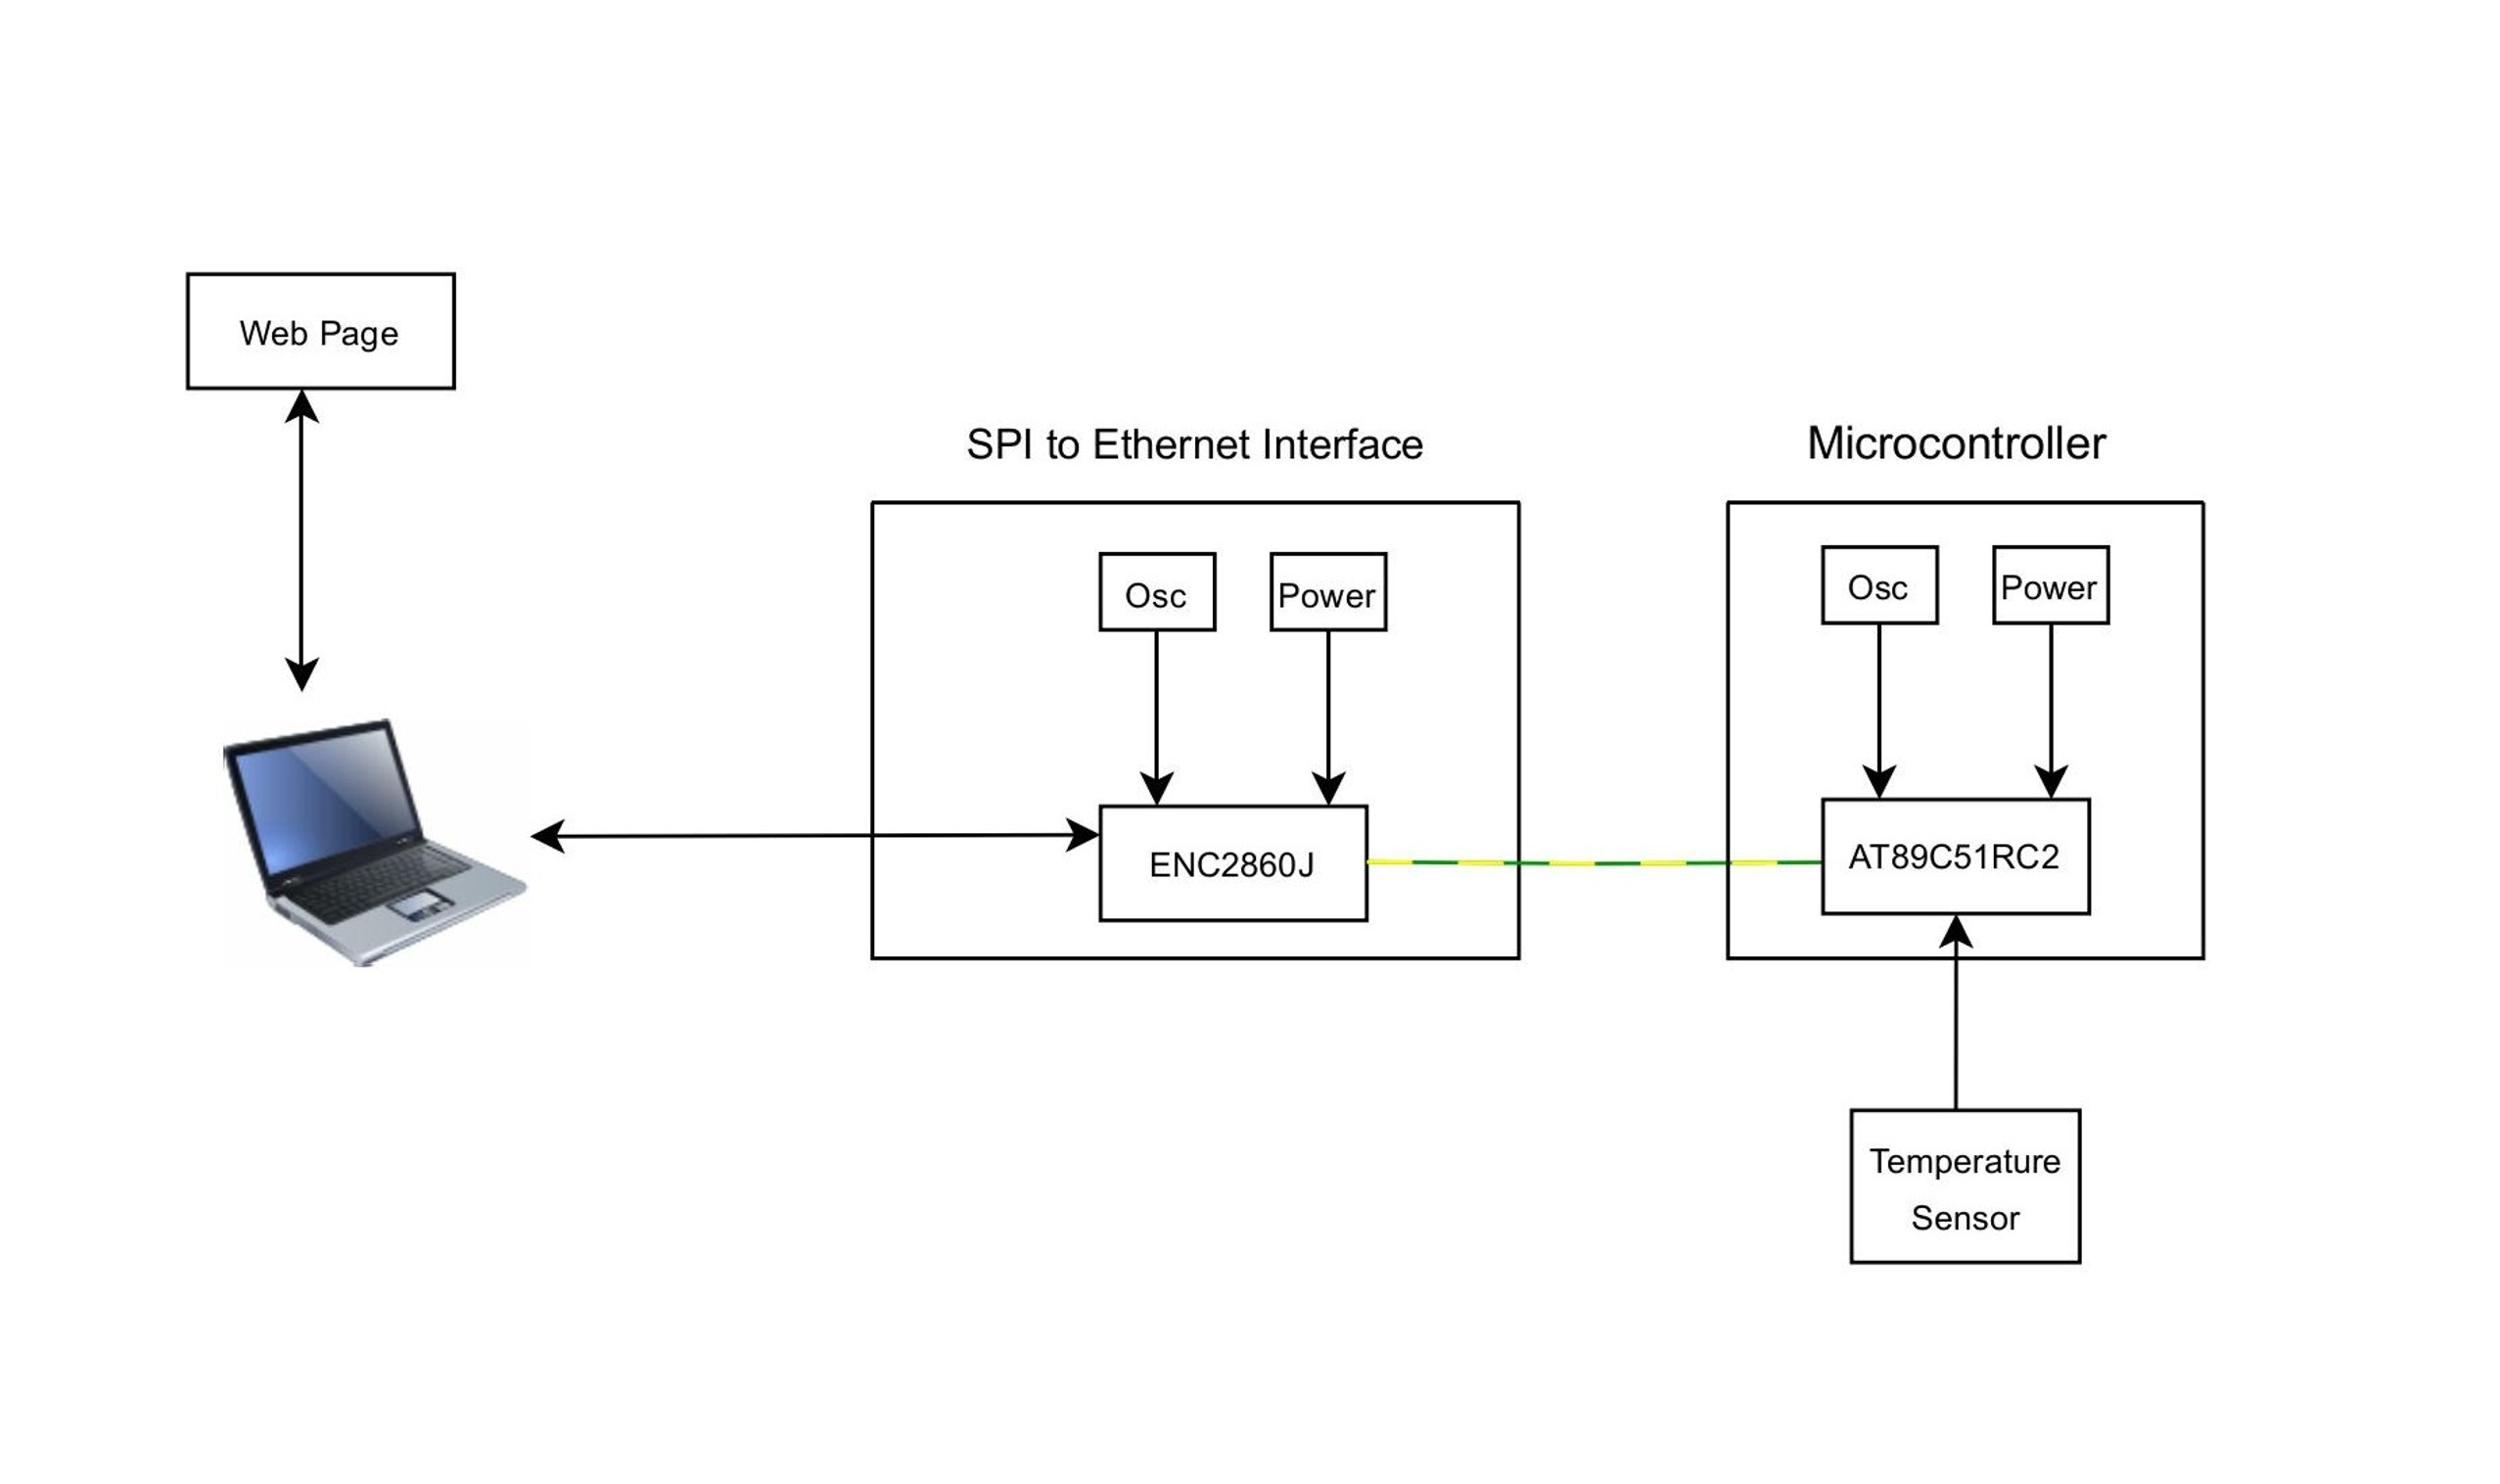 Web Page
SPI to Ethernet Interface
Microcontroller
Osc
Power
Osc
Power
ENC2860J
AT89C51RC2
Temperature
Sensor